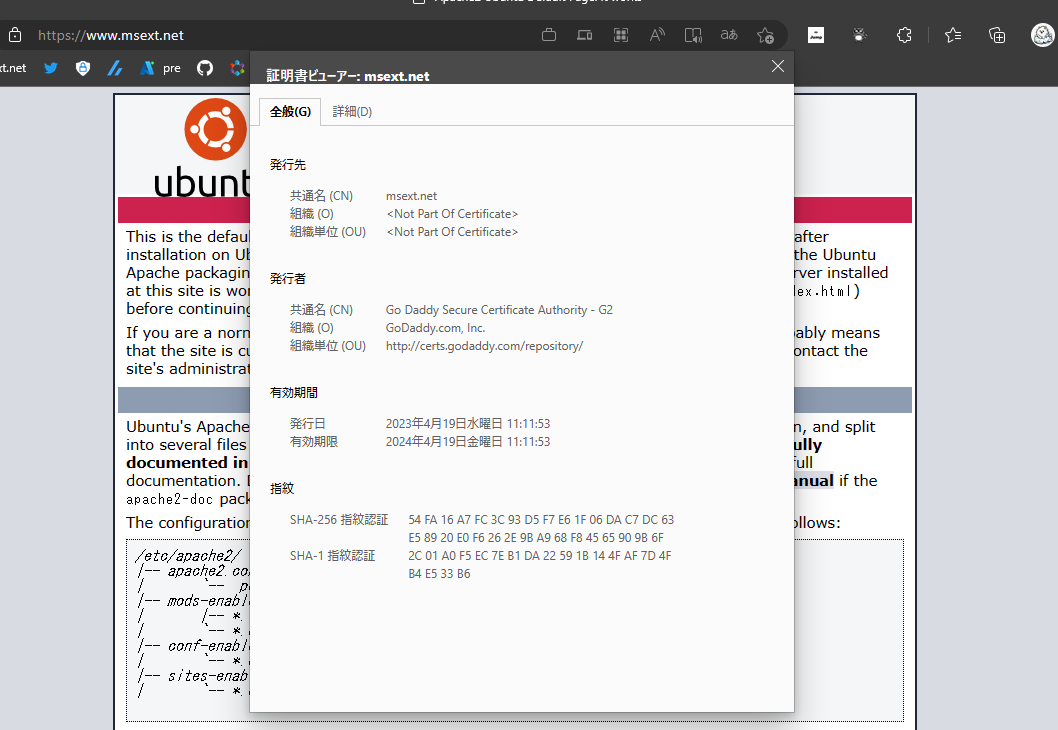 https://www.msext.net
aあ
t.net
pre
証明書ビューアー: msext.net
全般(G)
詳細(D)
発行先
共通名 (CN) msext.net
組織 (O) <Not Part Of Certificate>
組織単位 (OU) <Not Part Of Certificate>
発行者
共通名 (CN) Go Daddy Secure Certificate Authority - G2
組織 (O) GoDaddy.com, Inc.
組織単位 (OU) http://certs.godaddy.com/repository/
有効期間
発行日 2023年4月19日水曜日 11:11:53
有効期限 2024年4月19日金曜日 11:11:53
指紋
SHA-256 指紋認証 54 FA 16 A7 FC 3C 93 D5 F7 E6 1F 06 DA C7 DC 63
E5 89 20 E0 F6 26 2E 9B A9 68 F8 45 65 90 9B 6F
SHA-1 指紋認証 2C 01 A0 F5 EC 7E B1 DA 22 59 1B 14 4F AF 7D 4F
B4 E5 33 B6
ubunt
This is the defau after
installation on Ub the Ubuntu
Apache packaging rver installed
at this site is wor dex.html)
before continuing
If you are a norm bably means
that the site is cu ontact the
site's administrat
Ubuntu's Apache n, and split
into several files ully
documented in full
documentation. D anual if the
apache2-doc pack
The configuration ollows:
/etc/apache2/
|-- apache2.co
| `-- po
|-- mods-enabl
| |-- *.
| `-- *.
|-- conf-enabl
| `-- *.
|-- sites-enab
| `-- *.